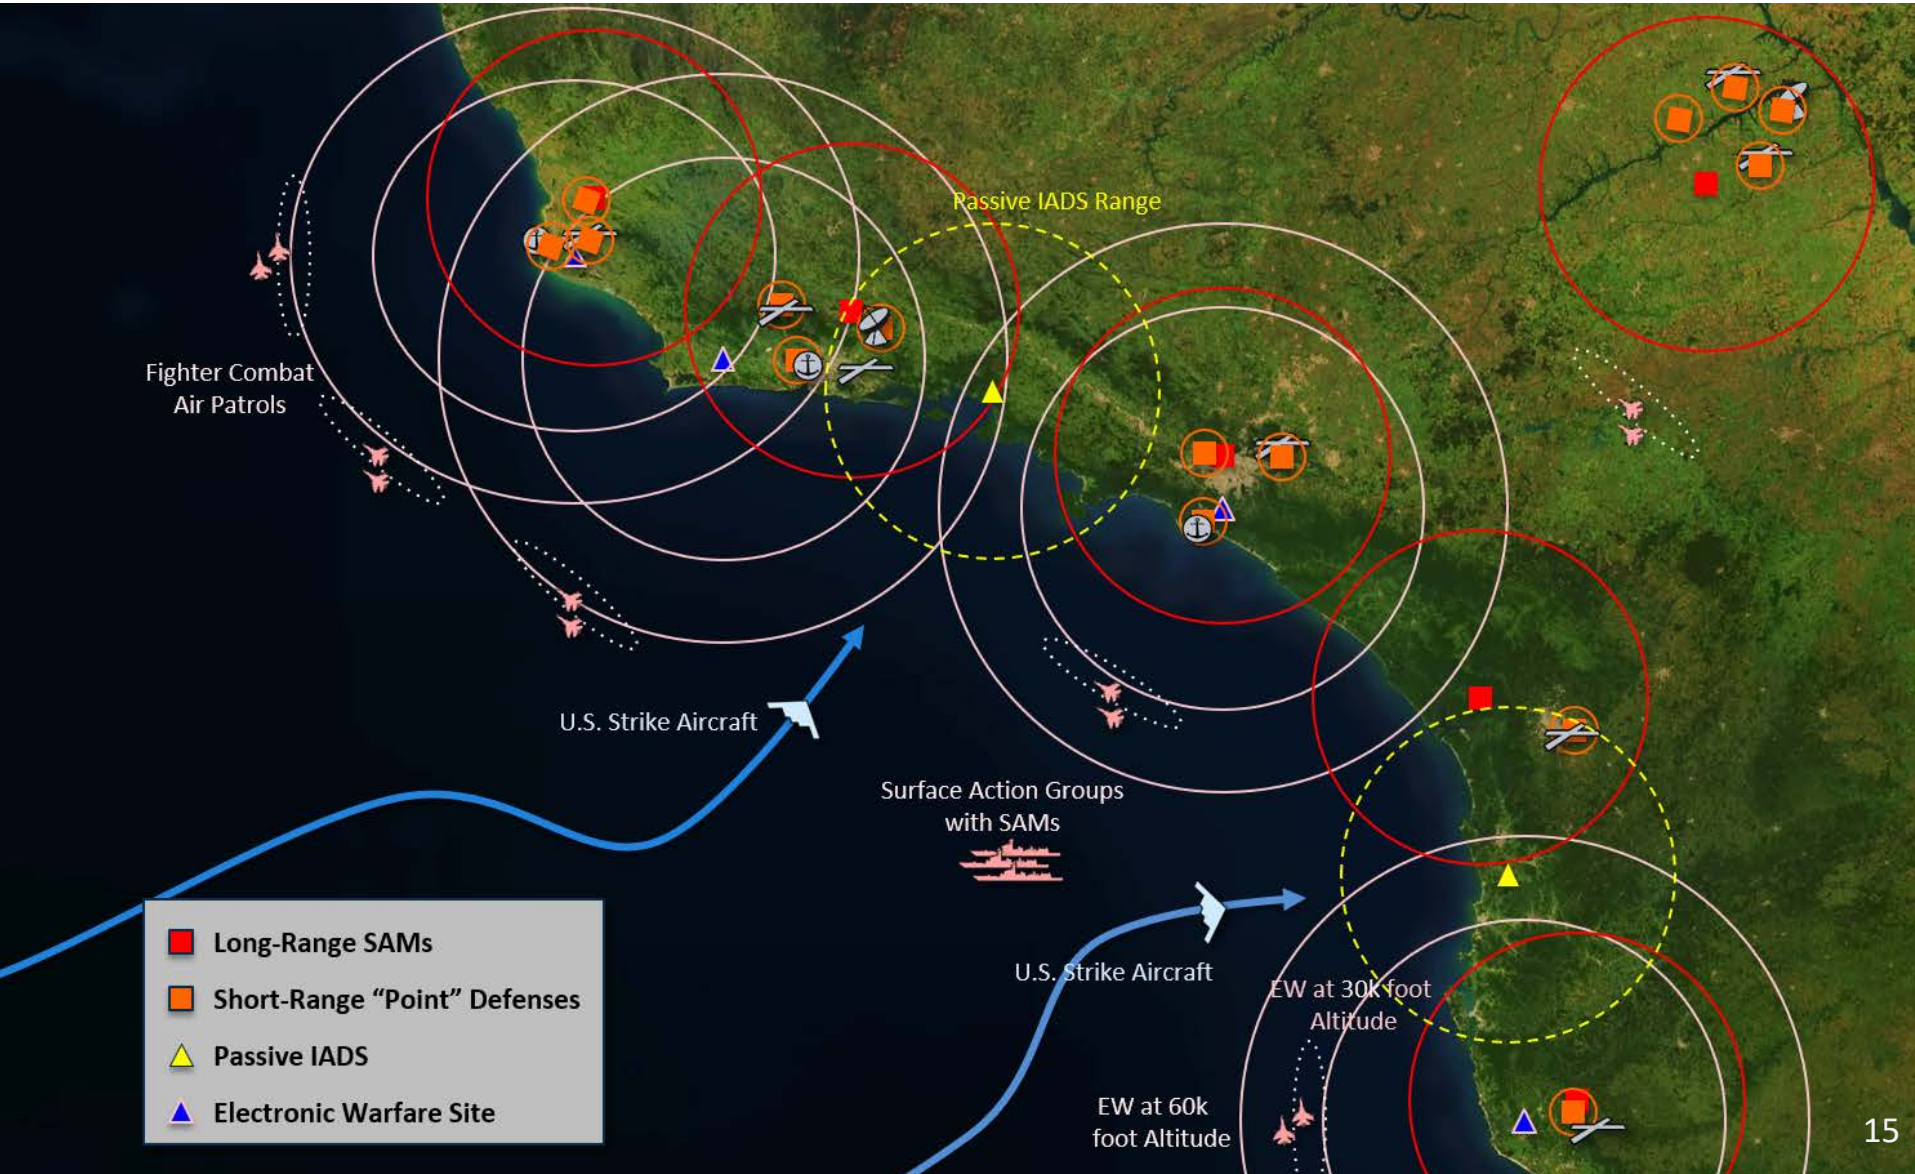 Passive IADS Range
Fighter Combat
Air Patrols
U.S. Strike Aircraft
Surface Action Groups
with SAMs
U.S. Strike Aircraft
EW at 30k foot
Altitude
EW at 60k
foot Altitude
Long-Range SAMs
Short-Range “Point” Defenses
Passive IADS
Electronic Warfare Site
15